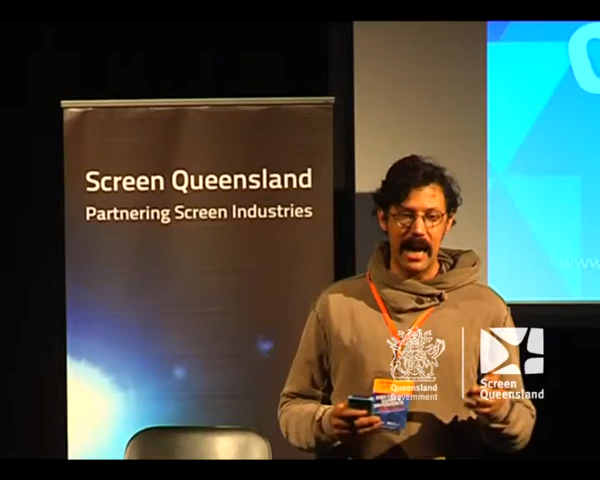 Screen Queensland
Partnering Screen Industries
Queensland
Government
Screen
Queensland